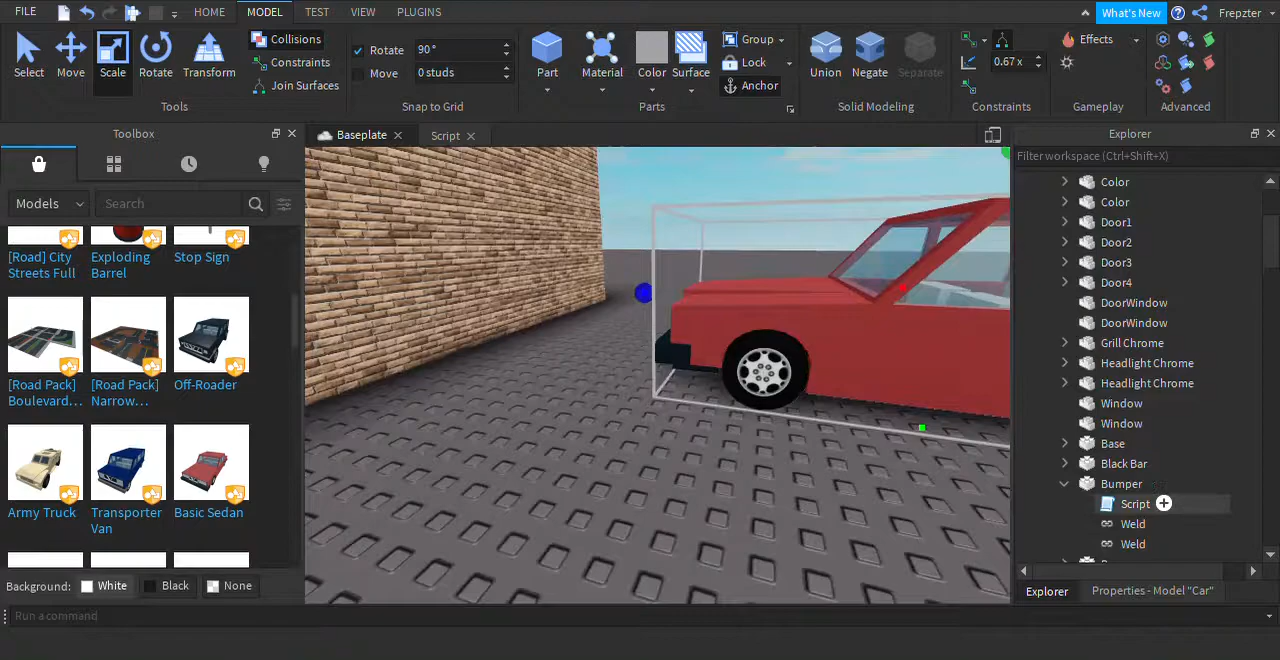 FILE
HOME
MODEL
TEST
VIEW
PLUGINS
What's New
Frepzter
Select
Move
Scale
Rotate
Transform
Collisions
Constraints
Join Surfaces
Tools
Rotate
90°
Move
0 studs
Snap to Grid
Part
Material
Color
Surface
Group
Lock
Anchor
Parts
Union
Negate
Separate
Solid Modeling
0.67 x
Constraints
Effects
Gameplay
Advanced
Toolbox
Models
Search
[Road] City
Streets Full
Exploding
Barrel
Stop Sign
[Road Pack]
Boulevard...
[Road Pack]
Narrow...
Off-Roader
Army Truck
Transporter
Van
Basic Sedan
Background:
White
Black
None
Run a command
Baseplate
Script
Explorer
Filter workspace (Ctrl+Shift+X)
Color
Color
Door1
Door2
Door3
Door4
DoorWindow
DoorWindow
Grill Chrome
Headlight Chrome
Headlight Chrome
Window
Window
Base
Black Bar
Bumper
Script
Weld
Weld
Explorer
Properties - Model "Car"